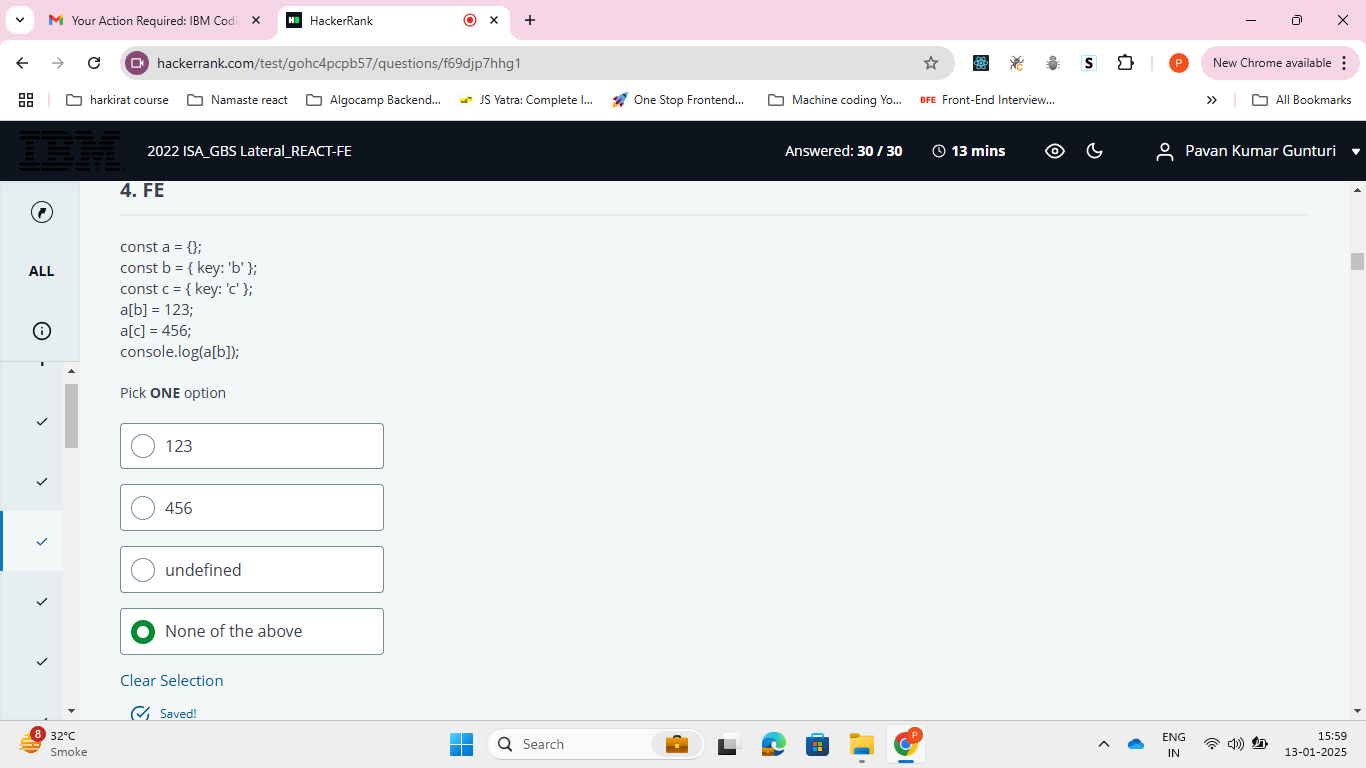 Your Action Required: IBM Codi
HackerRank
hackerrank.com/test/gohc4pcpb57/questions/f69djp7hhg1
S
P
New Chrome available
harkirat course
Namaste react
Algocamp Backend...
JS Yatra: Complete I...
One Stop Frontend...
Machine coding Yo...
BFE Front-End Interview...
All Bookmarks
IBM
2022 ISA_GBS Lateral_REACT-FE
Answered: 30 / 30
13 mins
Pavan Kumar Gunturi
ALL
4. FE
const a = {};
const b = { key: 'b' };
const c = { key: 'c' };
a[b] = 123;
a[c] = 456;
console.log(a[b]);
Pick ONE option
123
456
undefined
None of the above
Clear Selection
Saved!
8
32°C
Smoke
Search
P
ENG
IN
15:59
13-01-2025